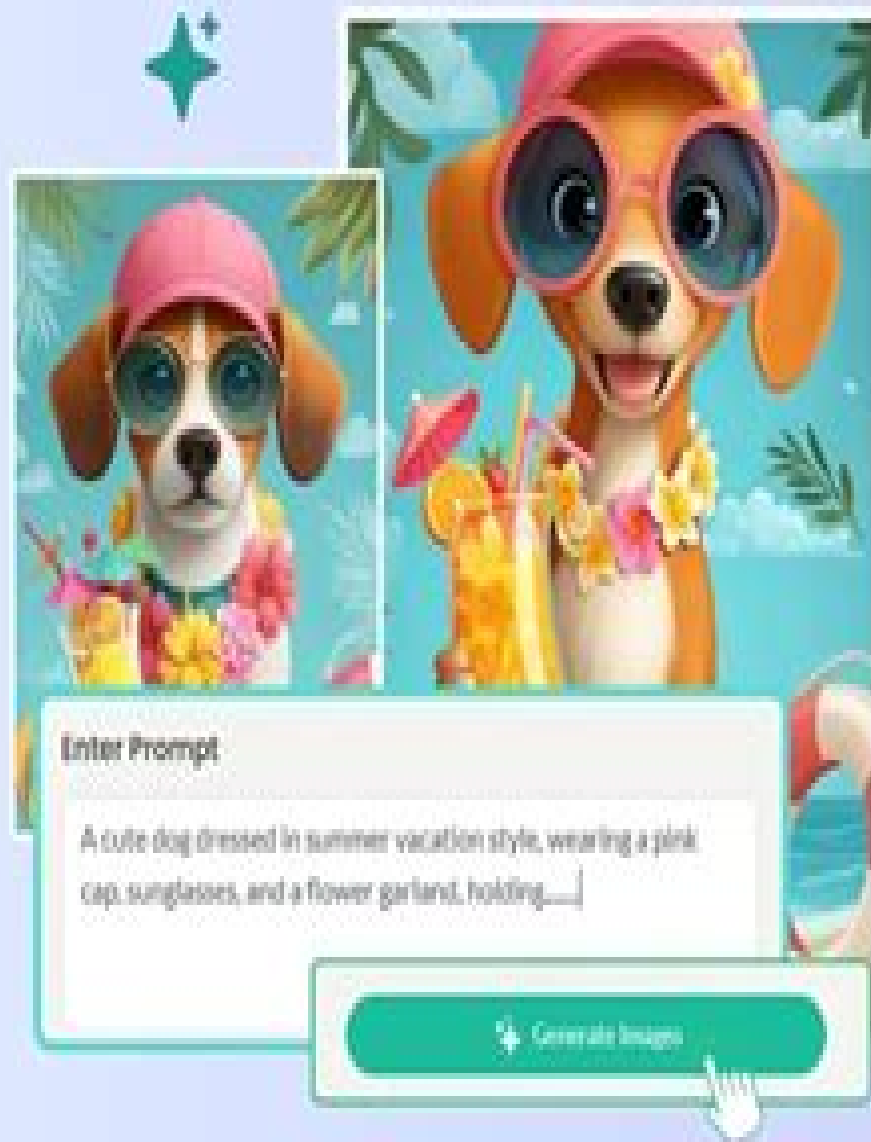 Enter Prompt
A cute dog dressed in summer vacation style, wearing a pink
cap, sunglasses, and a flower garland, holding......
Generate Images